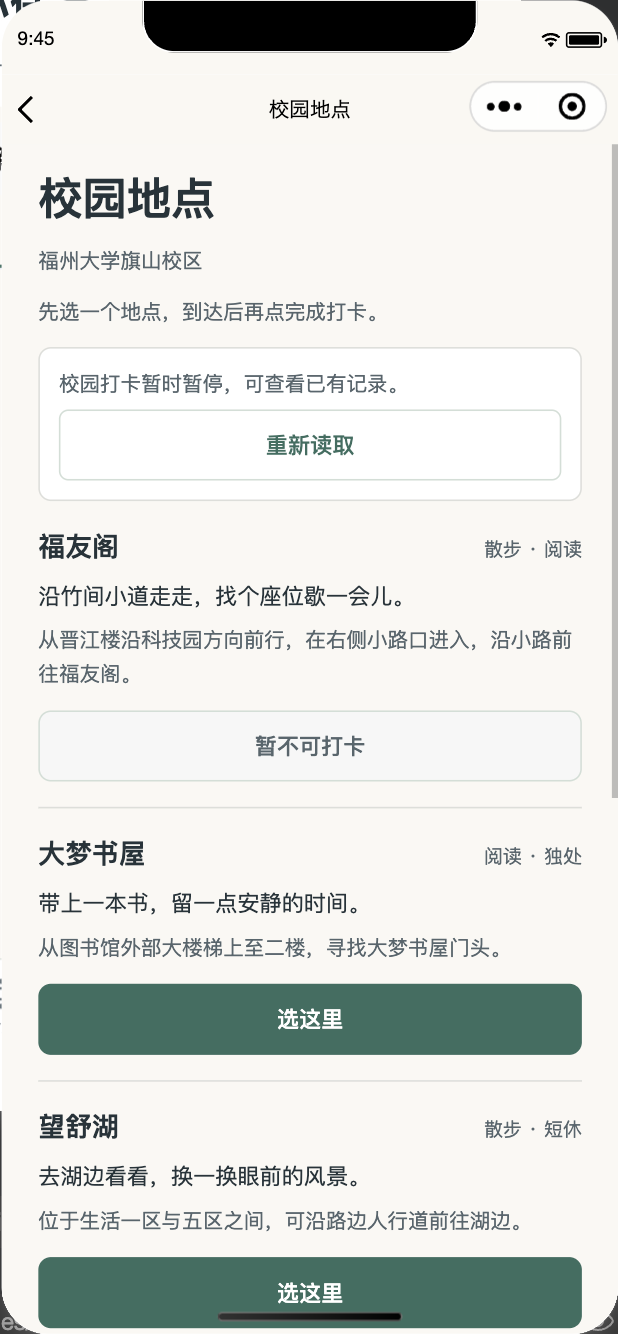 9:45
校园地点
校园地点
福州大学旗山校区
先选一个地点，到达后再点完成打卡。
校园打卡暂时暂停，可查看已有记录。
重新读取
福友阁
散步 · 阅读
沿竹间小道走走，找个座位歇一会儿。
从晋江楼沿科技园方向前行，在右侧小路口进入，沿小路前
往福友阁。
暂不可打卡
大梦书屋
阅读 · 独处
带上一本书，留一点安静的时间。
从图书馆外部大楼梯上至二楼，寻找大梦书屋门头。
选这里
望舒湖
散步 · 短休
去湖边看看，换一换眼前的风景。
位于生活一区与五区之间，可沿路边人行道前往湖边。
选这里